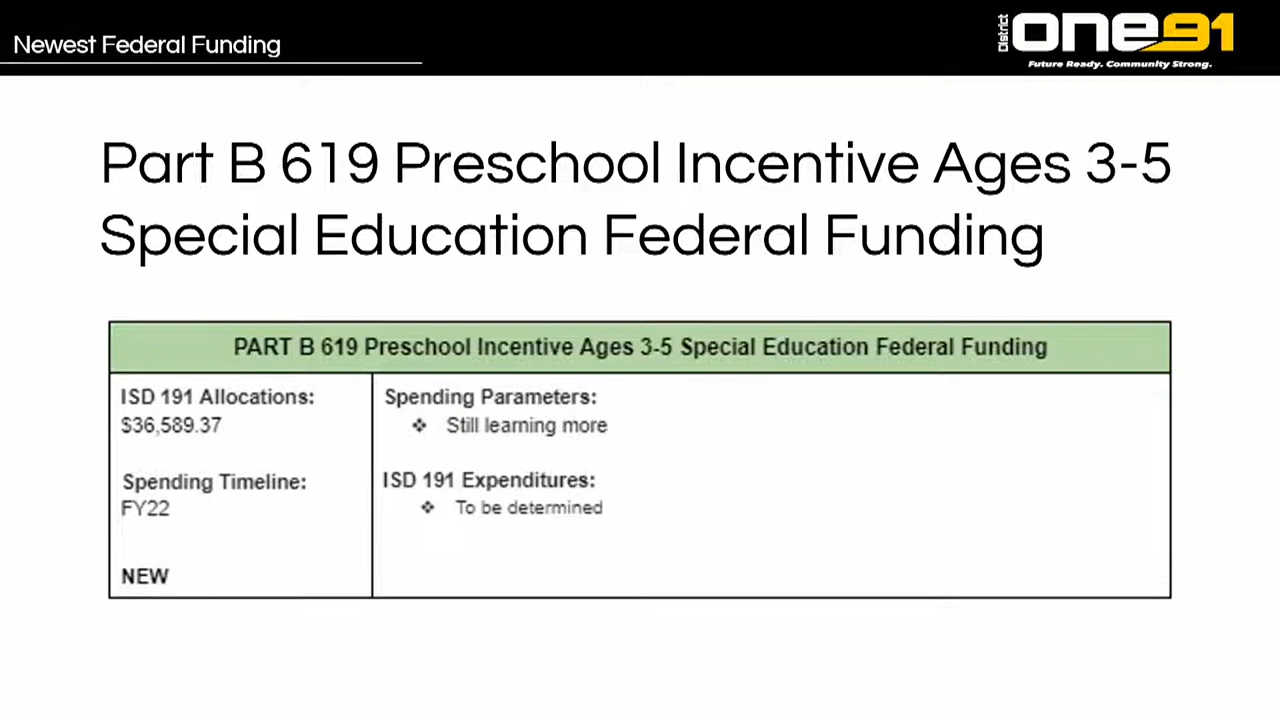 Newest Federal Funding
District
one91
Future Ready. Community Strong.
Part B 619 Preschool Incentive Ages 3-5
Special Education Federal Funding
PART B 619 Preschool Incentive Ages 3-5 Special Education Federal Funding
ISD 191 Allocations:
$36,589.37
Spending Timeline:
FY22
NEW
Spending Parameters:
❖ Still learning more
ISD 191 Expenditures:
❖ To be determined